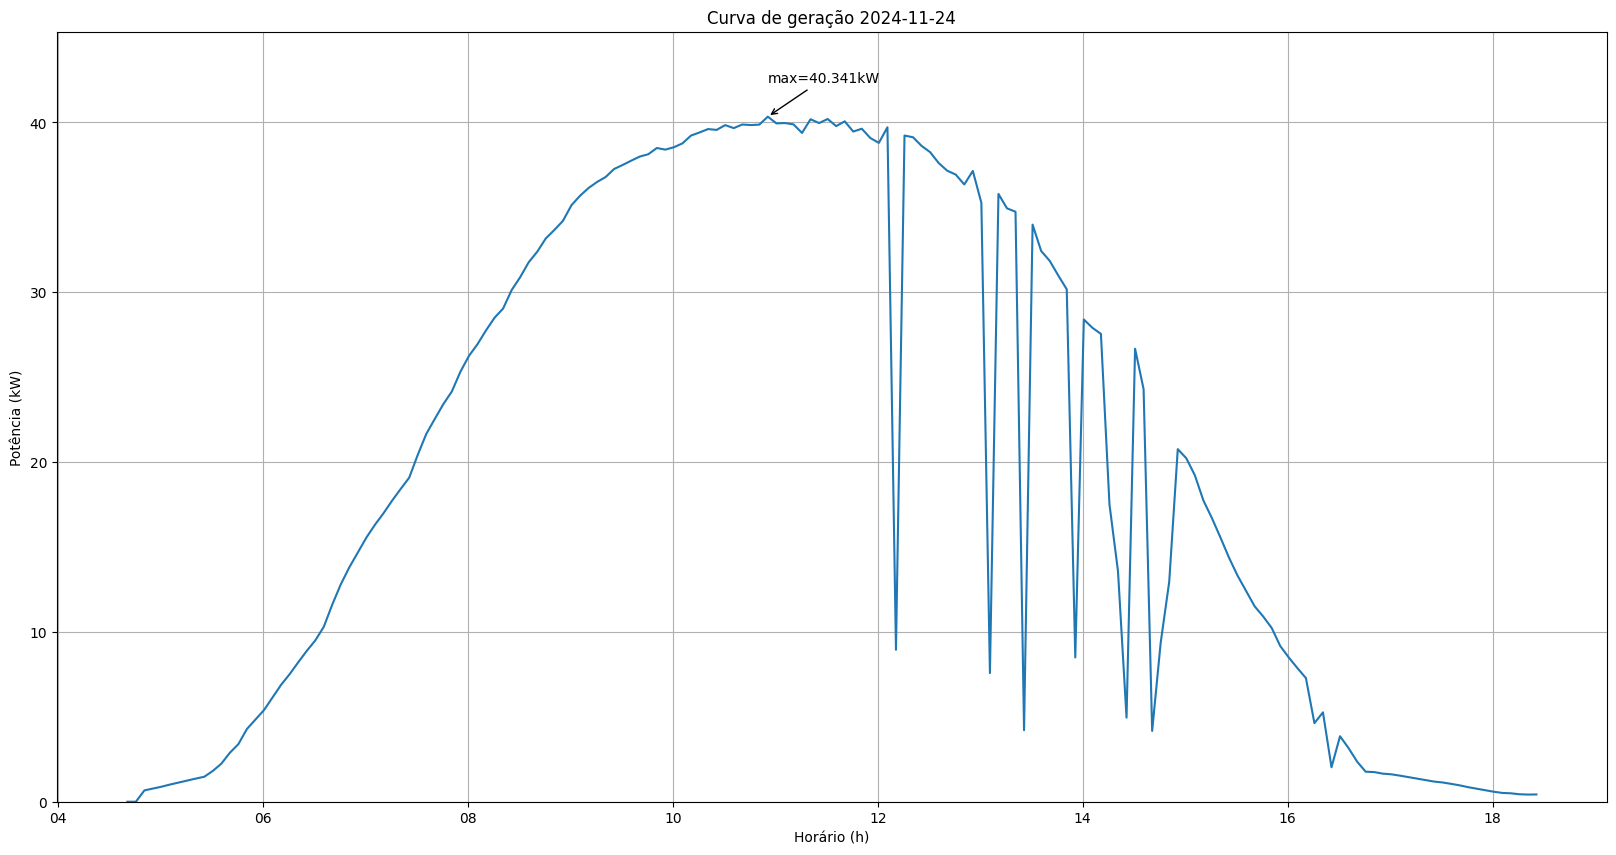 Curva de geração 2024-11-24
max=40.341kW
40
30
20
10
0
Potência (kW)
04 06 08 10 12 14 16 18
Horário (h)